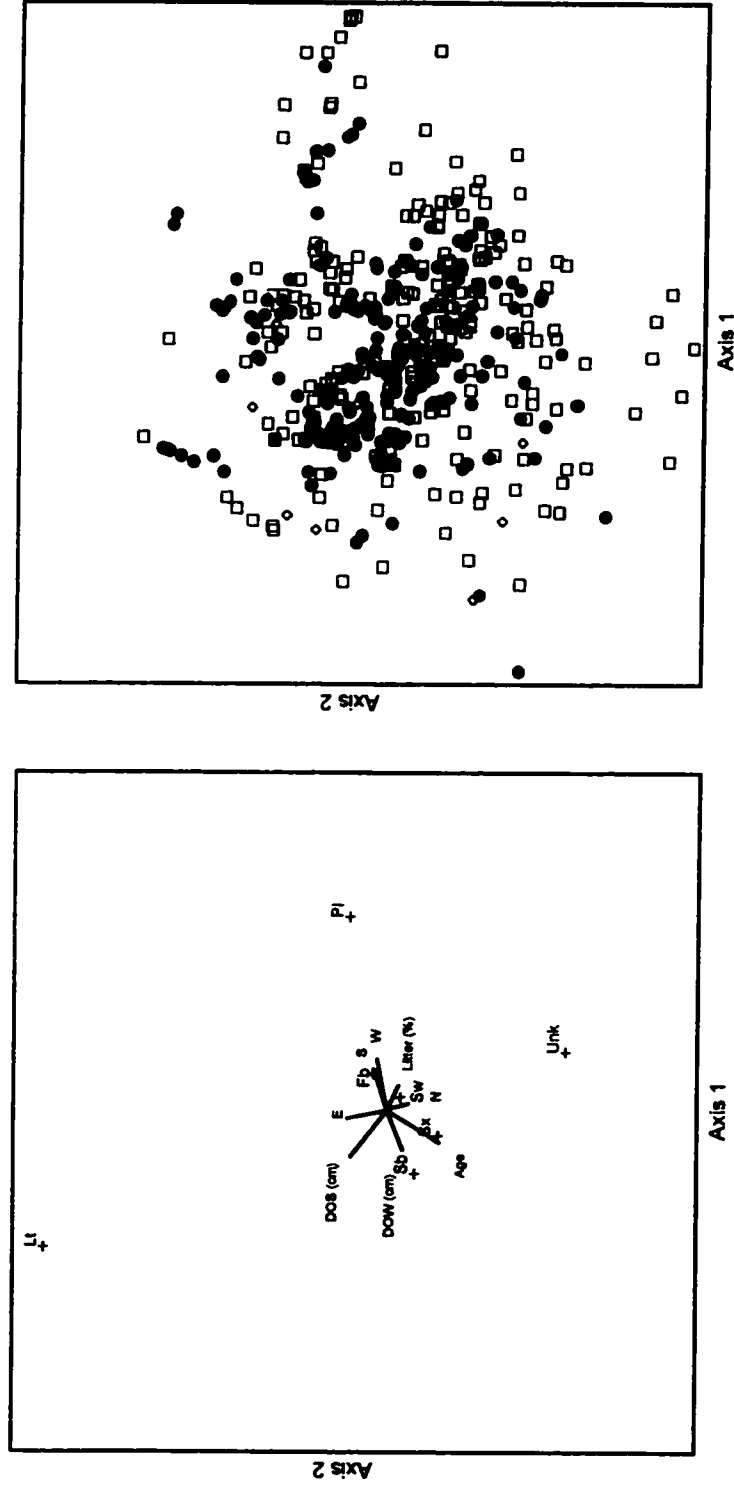 Axis 2
Axis 1
Lt
Pl
DOS (cm)
E
Fb
S
W
Litter (%)
DOW (cm)
Sb
Sx
Sw
N
Age
Unk
Axis 2
Axis 1